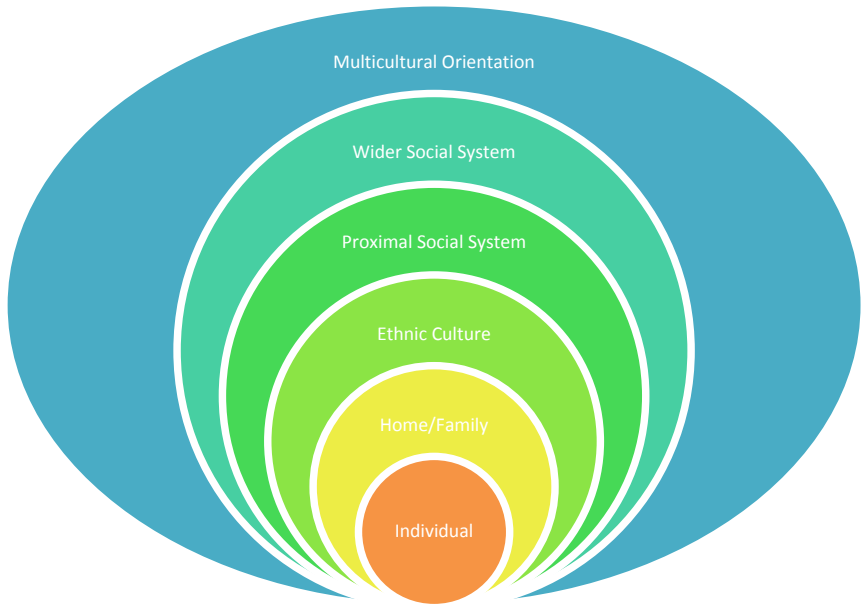 Multicultural Orientation
Wider Social System
Proximal Social System
Ethnic Culture
Home/Family
Individual